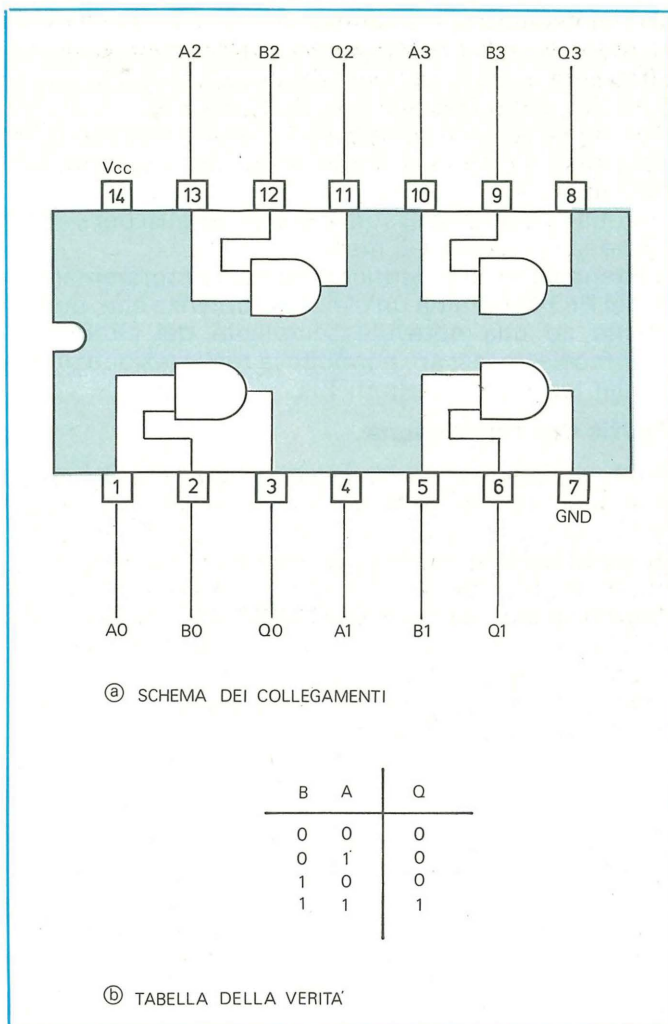 A2 B2 Q2 A3 B3 Q3
Vcc
14 13 12 11 10 9 8
1 2 3 4 5 6 7
GND
A0 B0 Q0 A1 B1 Q1
ⓐ SCHEMA DEI COLLEGAMENTI
B A Q
0 0 0
0 1 0
1 0 0
1 1 1
ⓑ TABELLA DELLA VERITA'